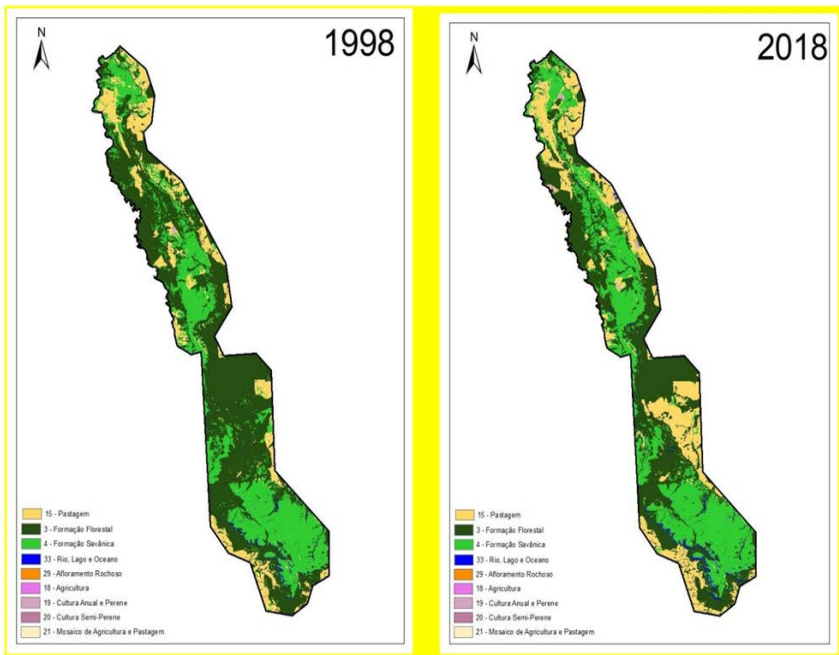 N
1998
15 - Pastagem
3 - Formação Florestal
4 - Formação Savânica
33 - Rio, Lago e Oceano
29 - Afloramento Rochoso
18 - Agricultura
19 - Cultura Anual e Perene
20 - Cultura Semi-Perene
21 - Mosaico de Agricultura e Pastagem
N
2018
15 - Pastagem
3 - Formação Florestal
4 - Formação Savânica
33 - Rio, Lago e Oceano
29 - Afloramento Rochoso
18 - Agricultura
19 - Cultura Anual e Perene
20 - Cultura Semi-Perene
21 - Mosaico de Agricultura e Pastagem